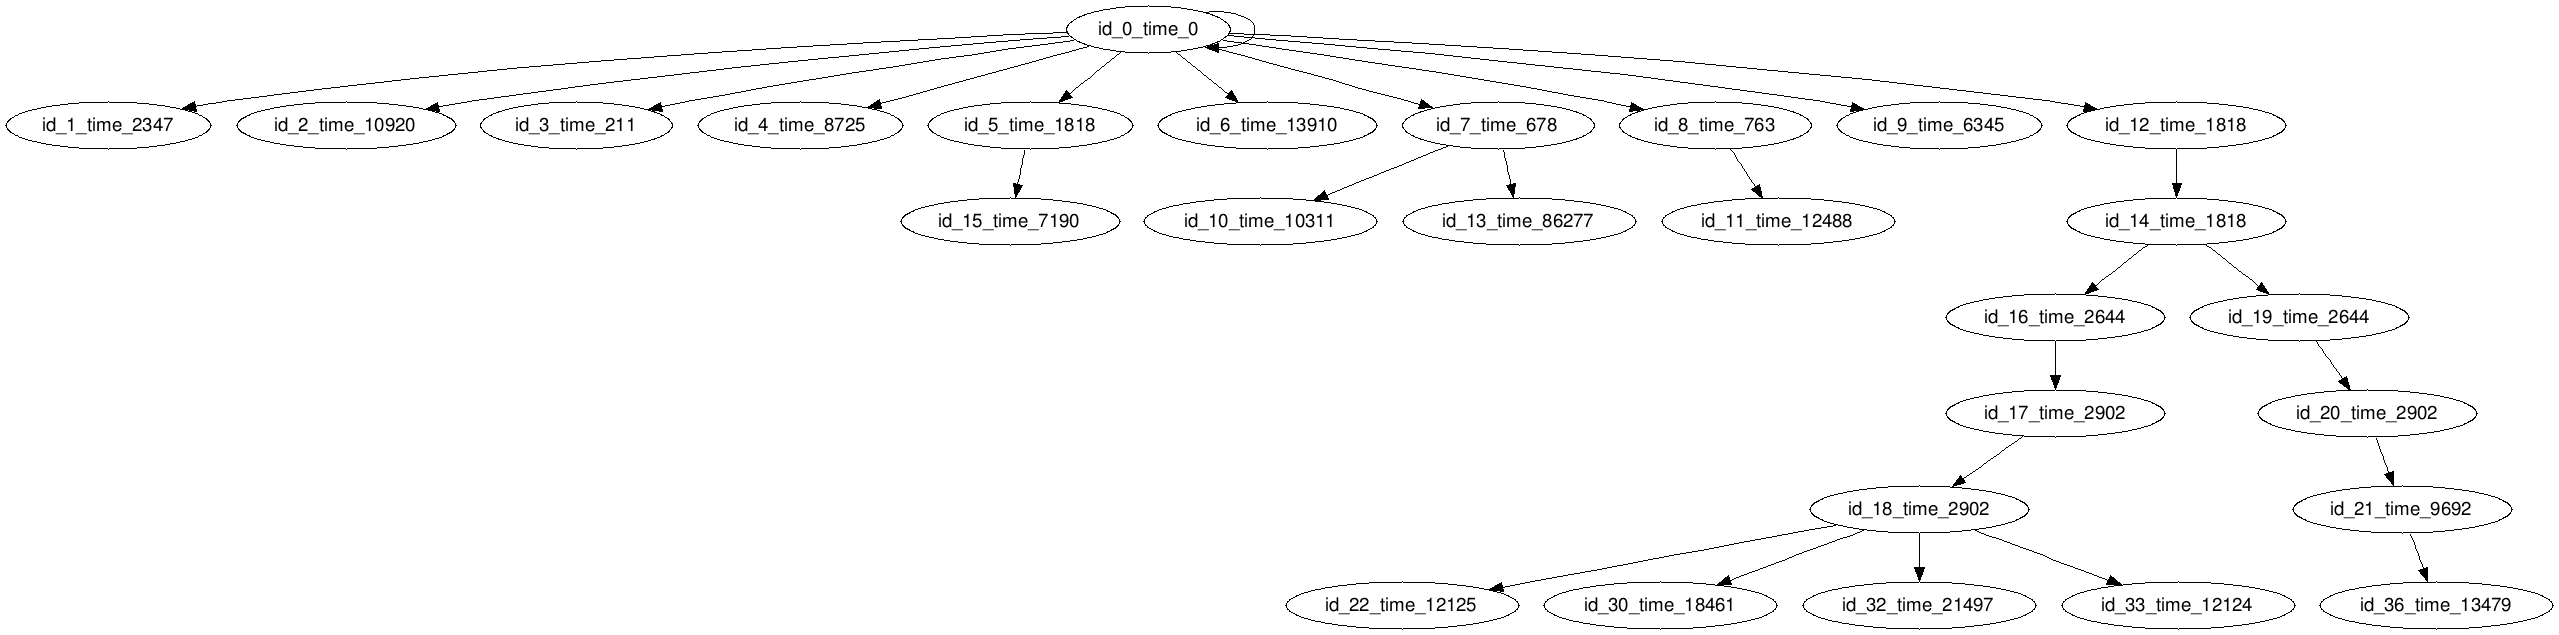 id_0_time_0
id_1_time_2347
id_2_time_10920
id_3_time_211
id_4_time_8725
id_5_time_1818
id_6_time_13910
id_7_time_678
id_8_time_763
id_9_time_6345
id_12_time_1818
id_15_time_7190
id_10_time_10311
id_13_time_86277
id_11_time_12488
id_14_time_1818
id_16_time_2644
id_19_time_2644
id_17_time_2902
id_20_time_2902
id_18_time_2902
id_21_time_9692
id_22_time_12125
id_30_time_18461
id_32_time_21497
id_33_time_12124
id_36_time_13479